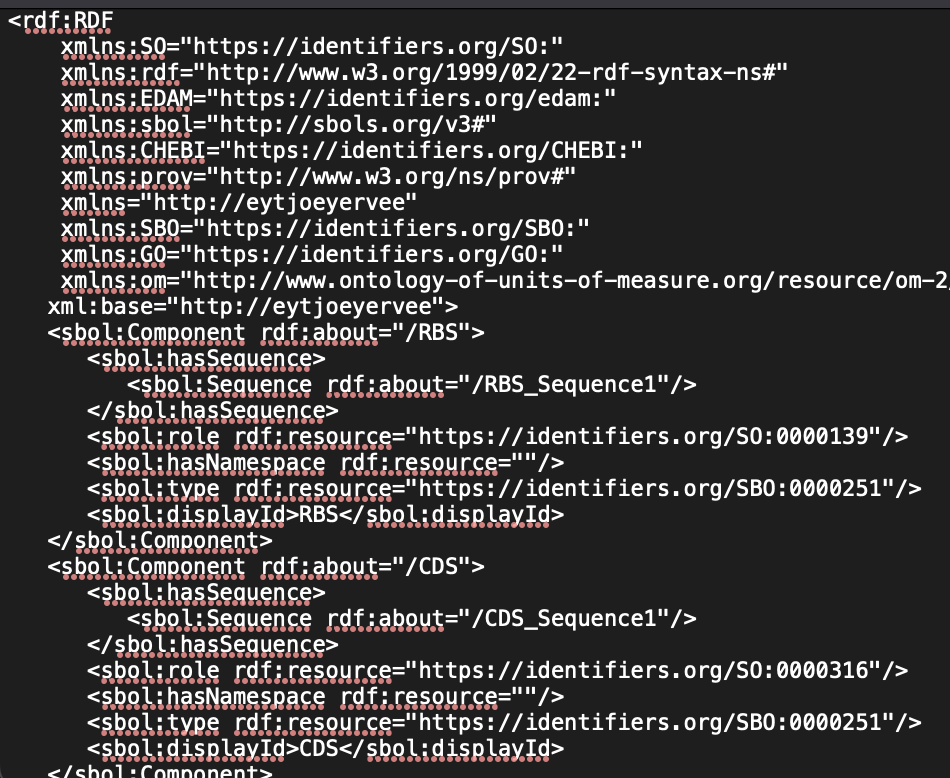 <rdf:RDF
xmlns:SO="https://identifiers.org/SO:"
xmlns:rdf="http://www.w3.org/1999/02/22-rdf-syntax-ns#"
xmlns:EDAM="https://identifiers.org/edam:"
xmlns:sbol="http://sbols.org/v3#"
xmlns:CHEBI="https://identifiers.org/CHEBI:"
xmlns:prov="http://www.w3.org/ns/prov#"
xmlns="http://eytjoeyervee"
xmlns:SBO="https://identifiers.org/SBO:"
xmlns:GO="https://identifiers.org/GO:"
xmlns:om="http://www.ontology-of-units-of-measure.org/resource/om-2/
xml:base="http://eytjoeyervee">
<sbol:Component rdf:about="/RBS">
<sbol:hasSequence>
<sbol:Sequence rdf:about="/RBS_Sequence1"/>
</sbol:hasSequence>
<sbol:role rdf:resource="https://identifiers.org/SO:0000139"/>
<sbol:hasNamespace rdf:resource=""/>
<sbol:type rdf:resource="https://identifiers.org/SBO:0000251"/>
<sbol:displayId>RBS</sbol:displayId>
</sbol:Component>
<sbol:Component rdf:about="/CDS">
<sbol:hasSequence>
<sbol:Sequence rdf:about="/CDS_Sequence1"/>
</sbol:hasSequence>
<sbol:role rdf:resource="https://identifiers.org/SO:0000316"/>
<sbol:hasNamespace rdf:resource=""/>
<sbol:type rdf:resource="https://identifiers.org/SBO:0000251"/>
<sbol:displayId>CDS</sbol:displayId>
</sbol:Component>